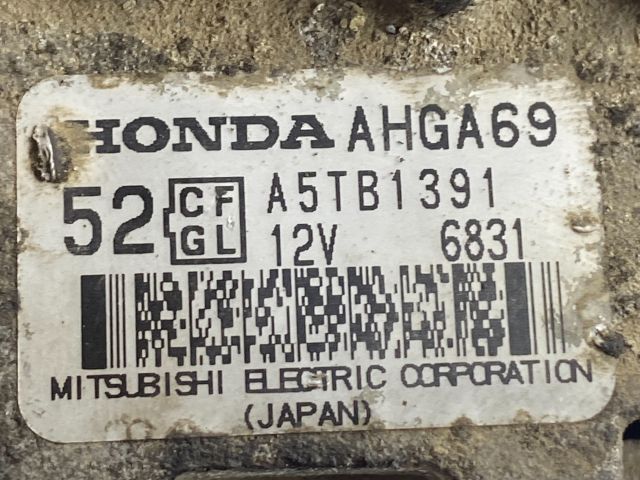 HONDA AHGA69
52 CF A5TB1391
GL 12V 6831
MITSUBISHI ELECTRIC CORPORATION
(JAPAN)